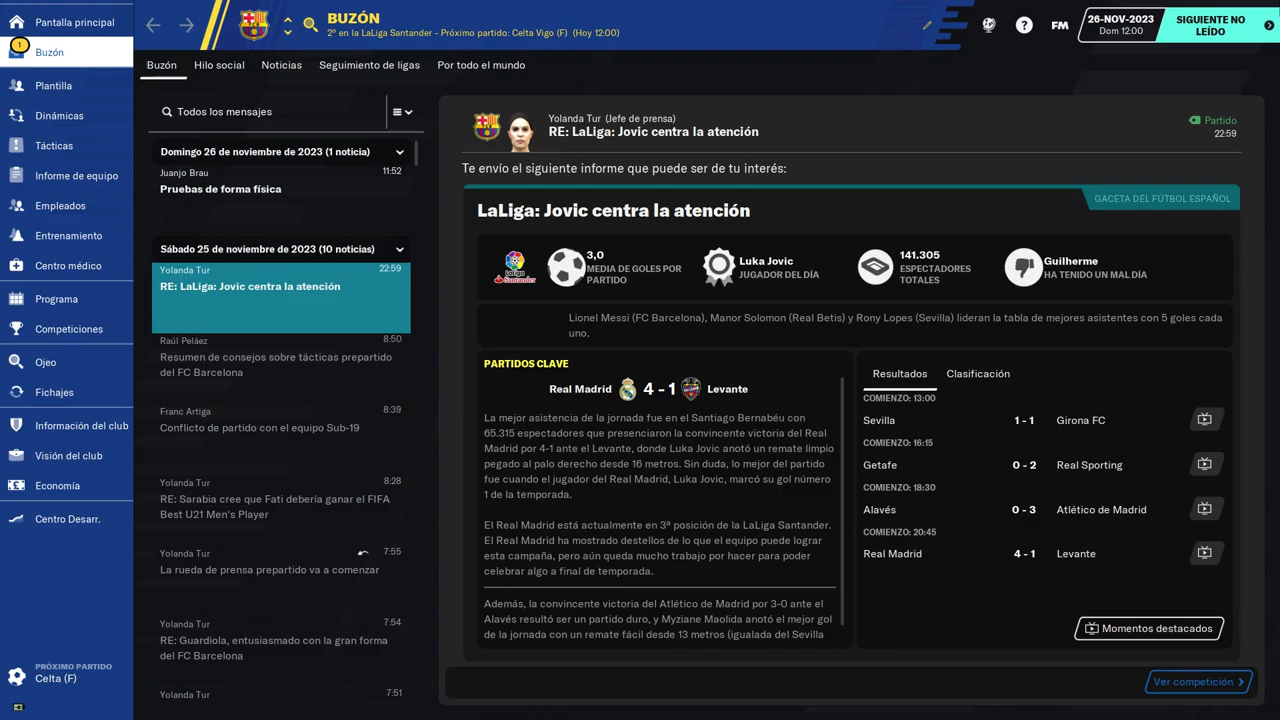 Pantalla principal
1
Buzón
Plantilla
Dinámicas
Tácticas
Informe de equipo
Empleados
Entrenamiento
Centro médico
Programa
Competiciones
Ojeo
Fichajes
Información del club
Visión del club
Economía
Centro Desarr.
PRÓXIMO PARTIDO
Celta (F)
BUZÓN
2º en la LaLiga Santander - Próximo partido: Celta Vigo (F) (Hoy 12:00)
?
FM
26-NOV-2023
Dom 12:00
SIGUIENTE NO
LEÍDO
Buzón
Hilo social
Noticias
Seguimiento de ligas
Por todo el mundo
Todos los mensajes
Domingo 26 de noviembre de 2023 (1 noticia)
Juanjo Brau 11:52
Pruebas de forma física
Sábado 25 de noviembre de 2023 (10 noticias)
Yolanda Tur 22:59
RE: LaLiga: Jovic centra la atención
Raúl Peláez 8:50
Resumen de consejos sobre tácticas prepartido
del FC Barcelona
Franc Artiga 8:39
Conflicto de partido con el equipo Sub-19
Yolanda Tur 8:28
RE: Sarabia cree que Fati debería ganar el FIFA
Best U21 Men's Player
Yolanda Tur 7:55
La rueda de prensa prepartido va a comenzar
Yolanda Tur 7:54
RE: Guardiola, entusiasmado con la gran forma
del FC Barcelona
Yolanda Tur 7:51
Yolanda Tur (Jefe de prensa)
RE: LaLiga: Jovic centra la atención
Partido
22:59
Te envío el siguiente informe que puede ser de tu interés:
GACETA DEL FÚTBOL ESPAÑOL
LaLiga: Jovic centra la atención
LaLiga
Santander
3,0
MEDIA DE GOLES POR
PARTIDO
Luka Jovic
JUGADOR DEL DÍA
141.305
ESPECTADORES
TOTALES
Guilherme
HA TENIDO UN MAL DÍA
Lionel Messi (FC Barcelona), Manor Solomon (Real Betis) y Rony Lopes (Sevilla) lideran la tabla de mejores asistentes con 5 goles cada
uno.
PARTIDOS CLAVE
Real Madrid 4 - 1 Levante
La mejor asistencia de la jornada fue en el Santiago Bernabéu con
65.315 espectadores que presenciaron la convincente victoria del Real
Madrid por 4-1 ante el Levante, donde Luka Jovic anotó un remate limpio
pegado al palo derecho desde 16 metros. Sin duda, lo mejor del partido
fue cuando el jugador del Real Madrid, Luka Jovic, marcó su gol número
1 de la temporada.
El Real Madrid está actualmente en 3ª posición de la LaLiga Santander.
El Real Madrid ha mostrado destellos de lo que el equipo puede lograr
esta campaña, pero aún queda mucho trabajo por hacer para poder
celebrar algo a final de temporada.
Además, la convincente victoria del Atlético de Madrid por 3-0 ante el
Alavés resultó ser un partido duro, y Myziane Maolida anotó el mejor gol
de la jornada con un remate fácil desde 13 metros (igualada del Sevilla
Resultados
Clasificación
COMIENZO: 13:00
Sevilla 1 - 1 Girona FC
COMIENZO: 16:15
Getafe 0 - 2 Real Sporting
COMIENZO: 18:30
Alavés 0 - 3 Atlético de Madrid
COMIENZO: 20:45
Real Madrid 4 - 1 Levante
Momentos destacados
Ver competición